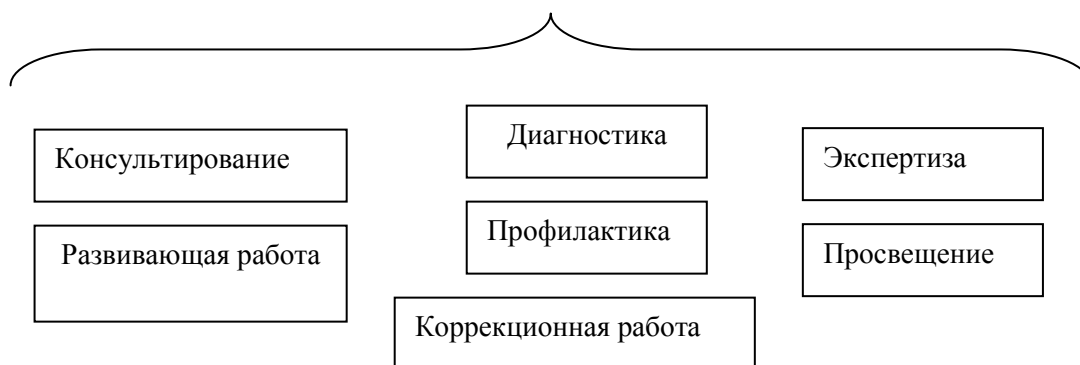 Диагностика
Консультирование
Экспертиза
Профилактика
Развивающая работа
Просвещение
Коррекционная работа